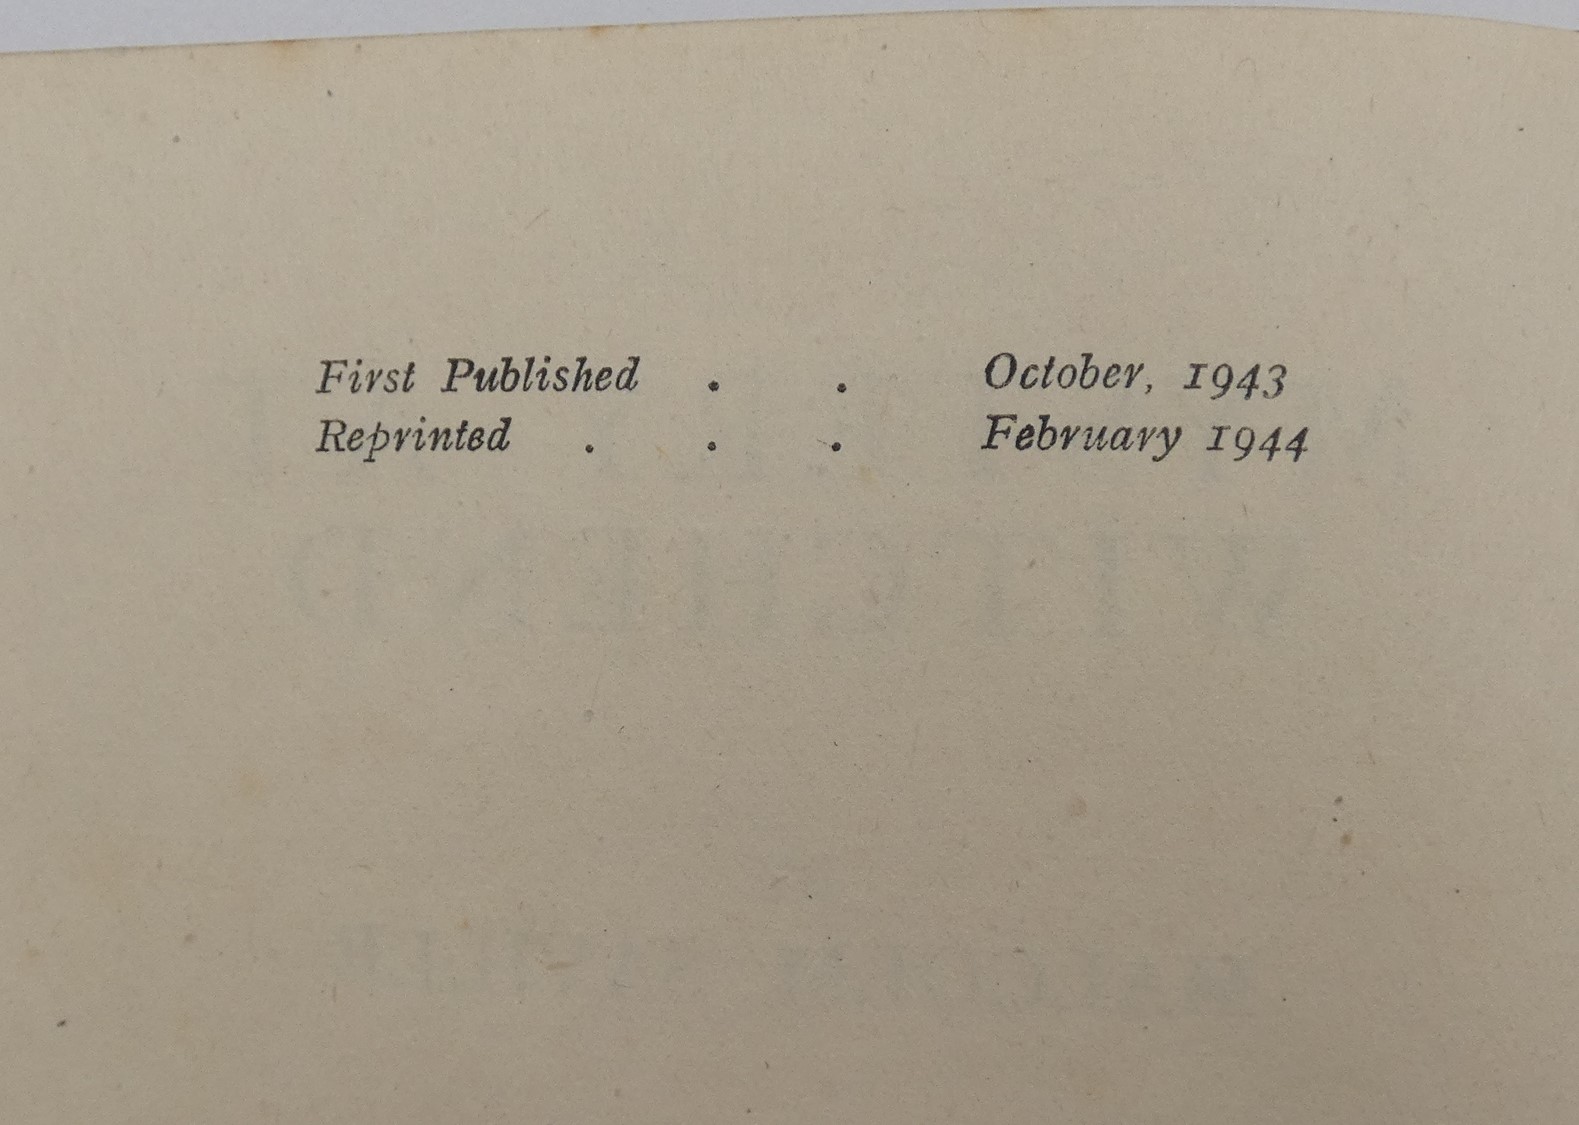 First Published . . October, 1943
Reprinted . . . February 1944